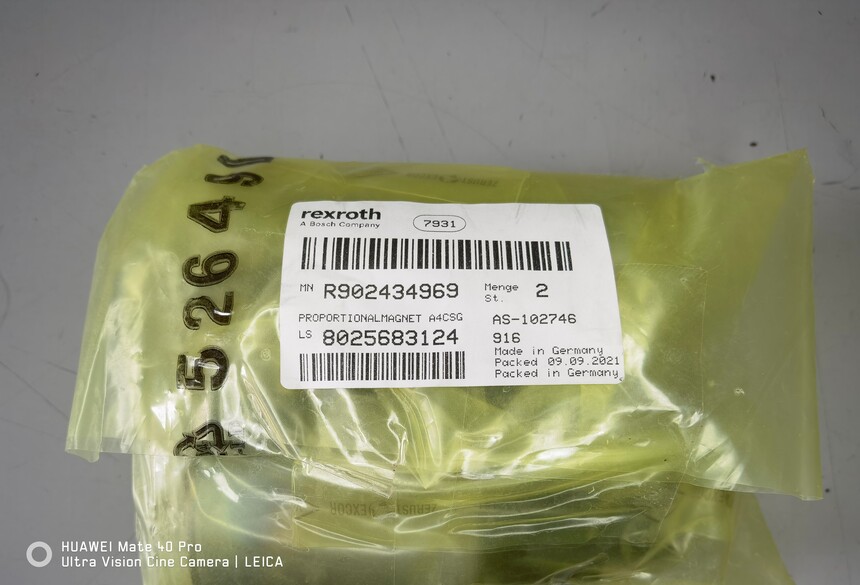 rexroth
A Bosch Company
7931
MN R902434969
Menge 2
St.
PROPORTIONALMAGNET A4CSG
AS-102746
LS 8025683124
916
Made in Germany
Packed 09.09.2021
Packed in Germany
5264
HUAWEI Mate 40 Pro
Ultra Vision Cine Camera | LEICA